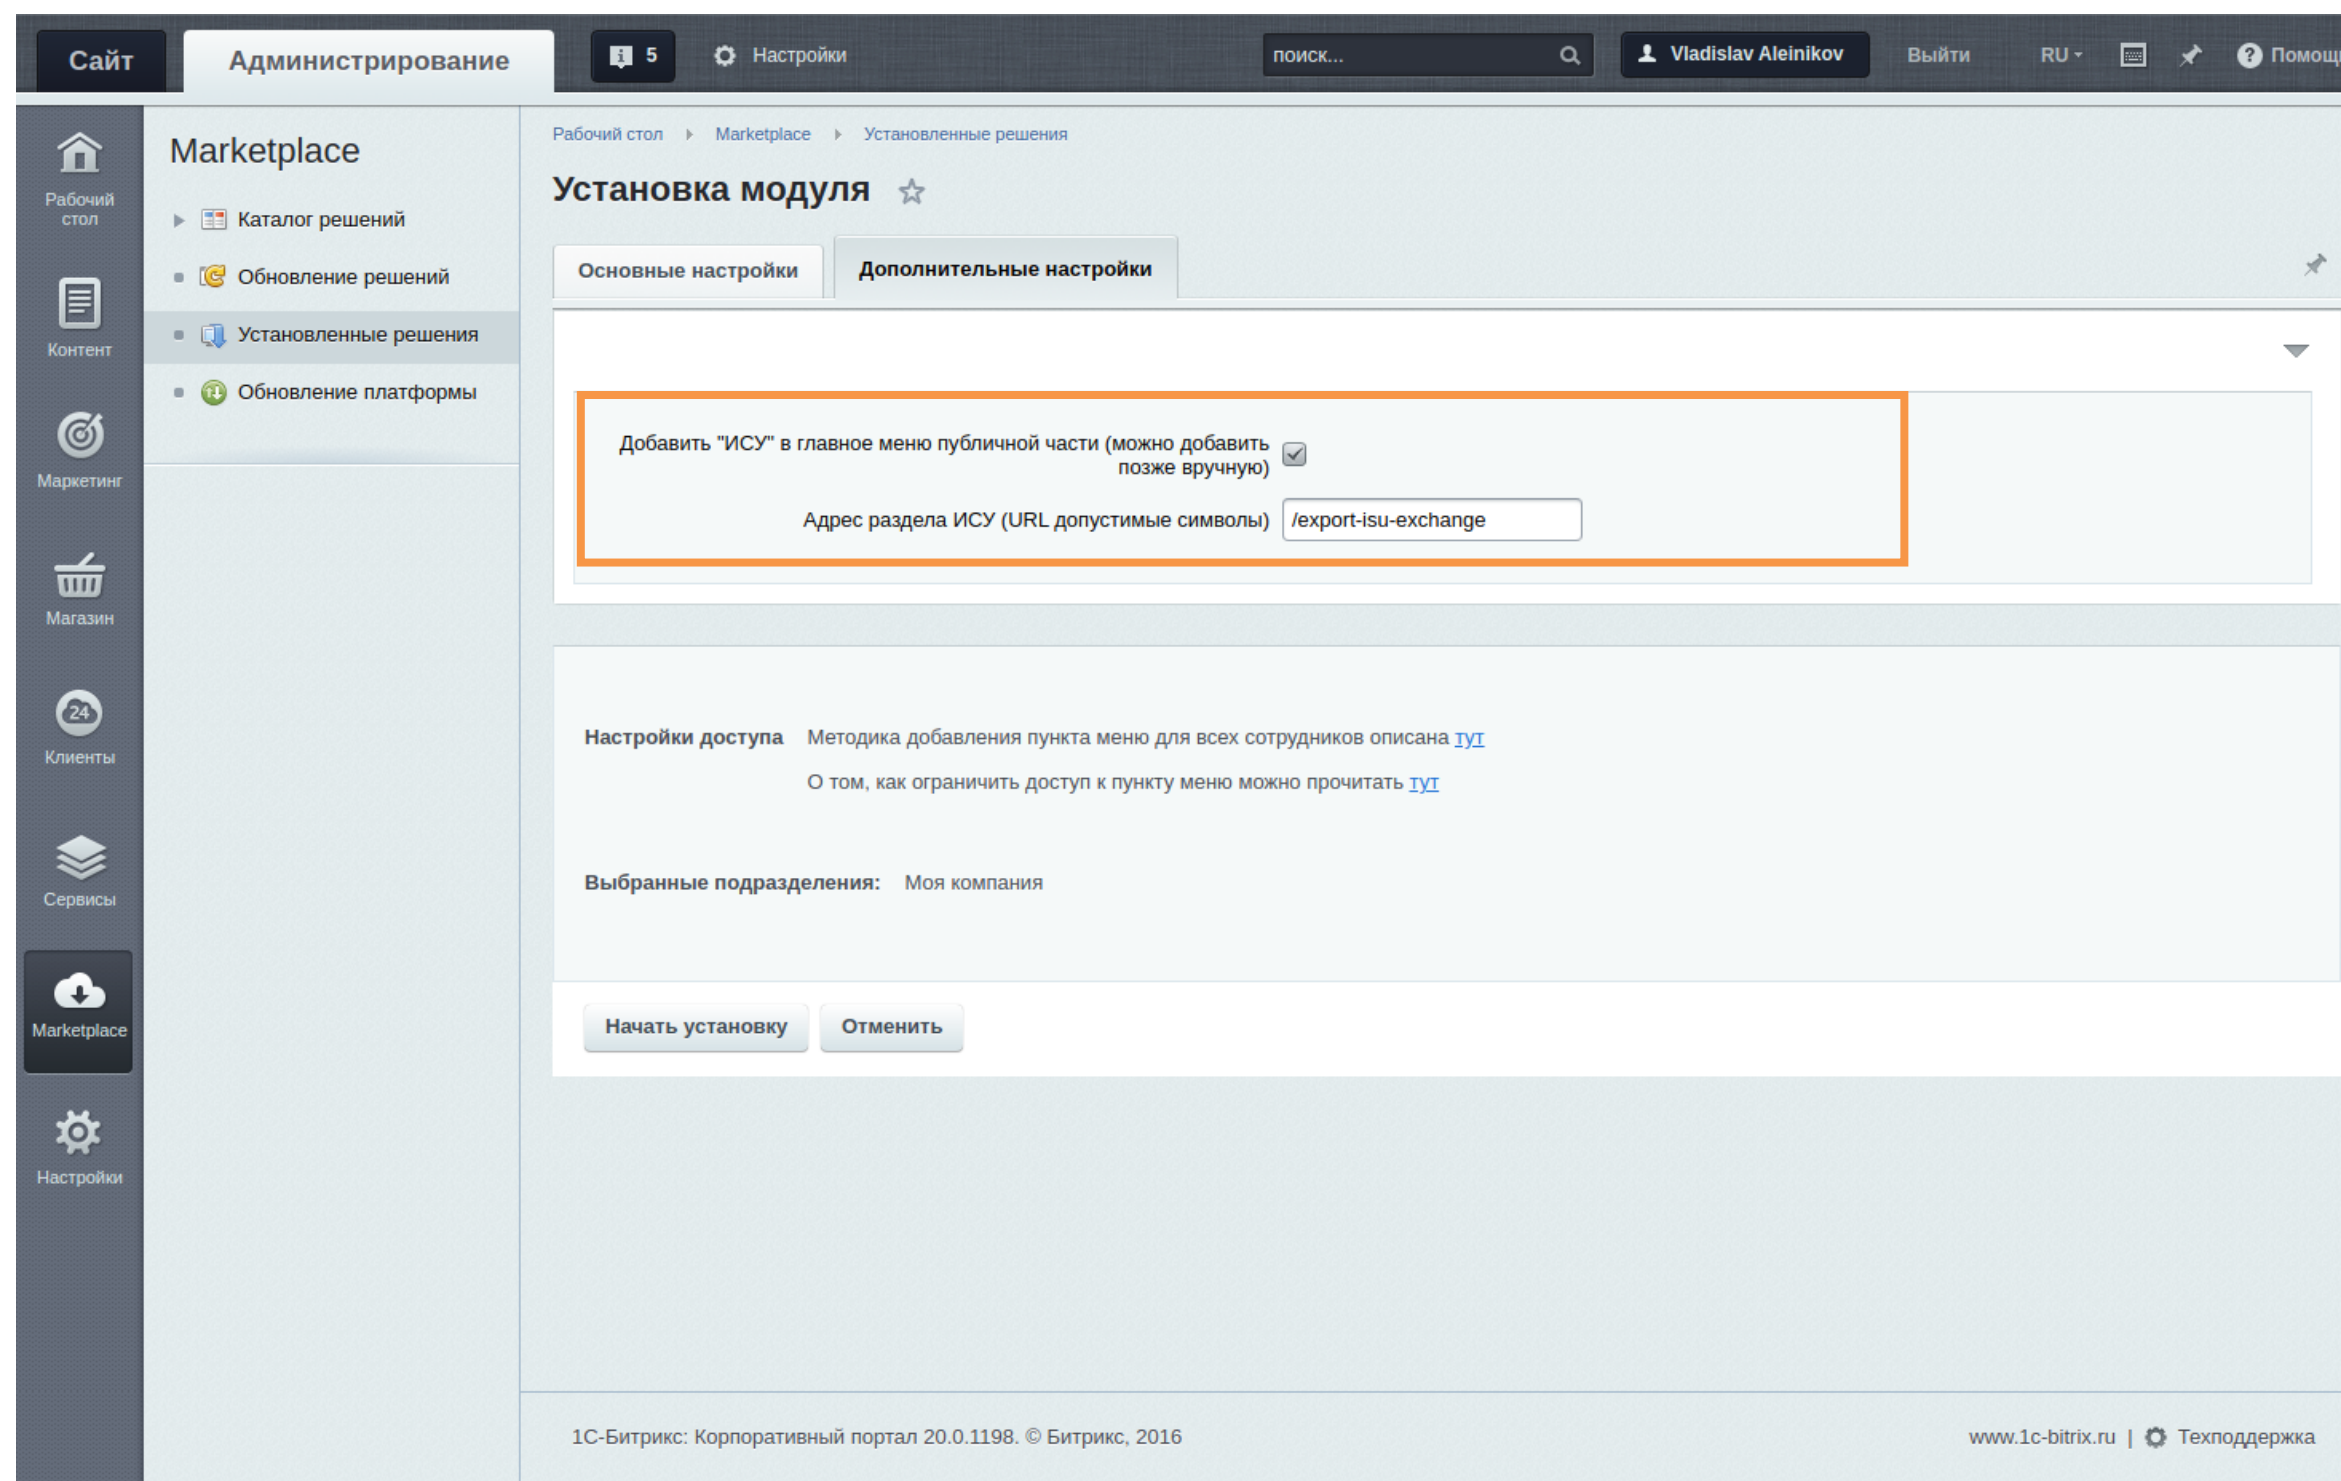 Сайт
Администрирование
5
Настройки
поиск...
Vladislav Aleinikov
Выйти
RU
Помощь
Рабочий
стол
Контент
Маркетинг
Магазин
24
Клиенты
Сервисы
Marketplace
Настройки
Marketplace
Каталог решений
Обновление решений
Установленные решения
Обновление платформы
Рабочий стол
Marketplace
Установленные решения
Установка модуля
Основные настройки
Дополнительные настройки
Добавить "ИСУ" в главное меню публичной части (можно добавить
позже вручную)
Адрес раздела ИСУ (URL допустимые символы)
/export-isu-exchange
Настройки доступа
Методика добавления пункта меню для всех сотрудников описана тут
О том, как ограничить доступ к пункту меню можно прочитать тут
Выбранные подразделения: Моя компания
Начать установку
Отменить
1С-Битрикс: Корпоративный портал 20.0.1198. © Битрикс, 2016
www.1c-bitrix.ru | Техподдержка